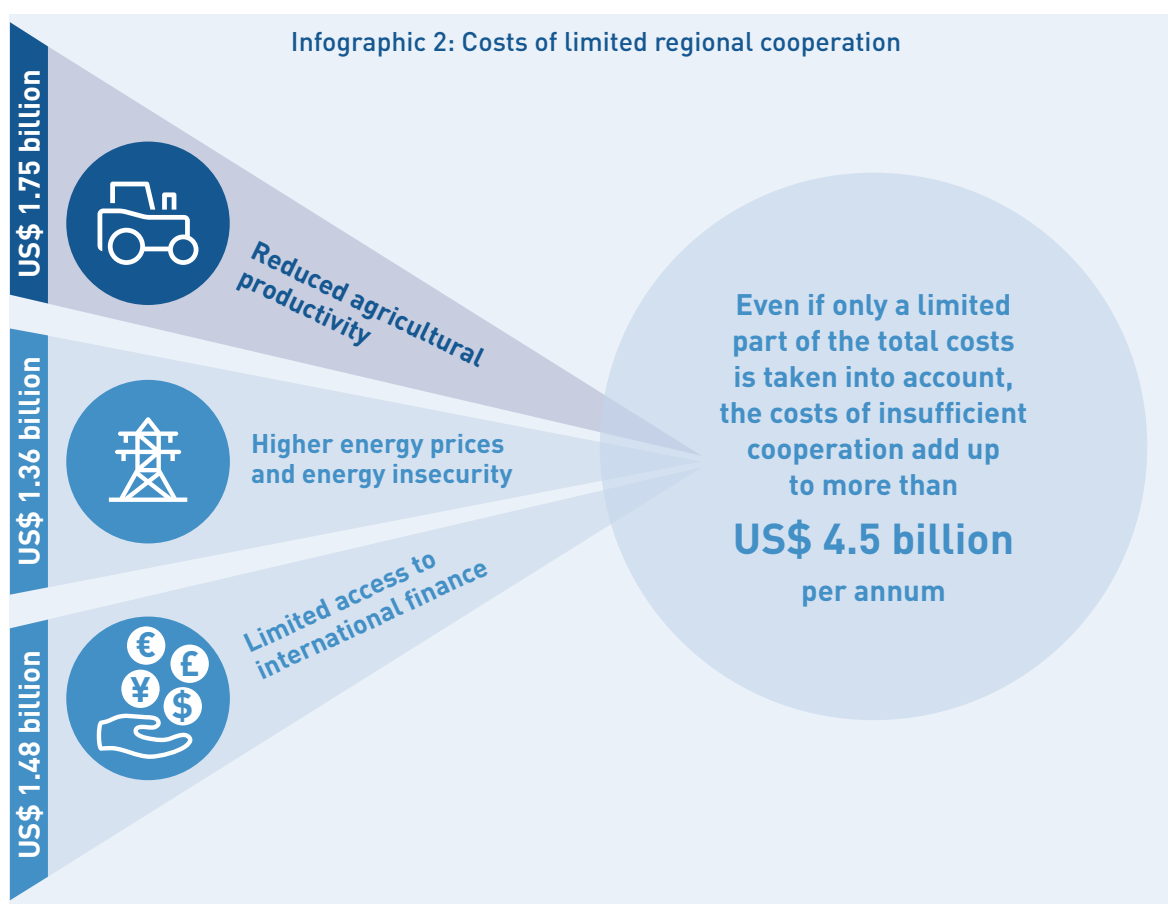 Infographic 2: Costs of limited regional cooperation
US$ 1.75 billion
Reduced agricultural
productivity
US$ 1.36 billion
Higher energy prices
and energy insecurity
US$ 1.48 billion
€
£
¥
$
Limited access to
international finance
Even if only a limited
part of the total costs
is taken into account,
the costs of insufficient
cooperation add up
to more than
US$ 4.5 billion
per annum